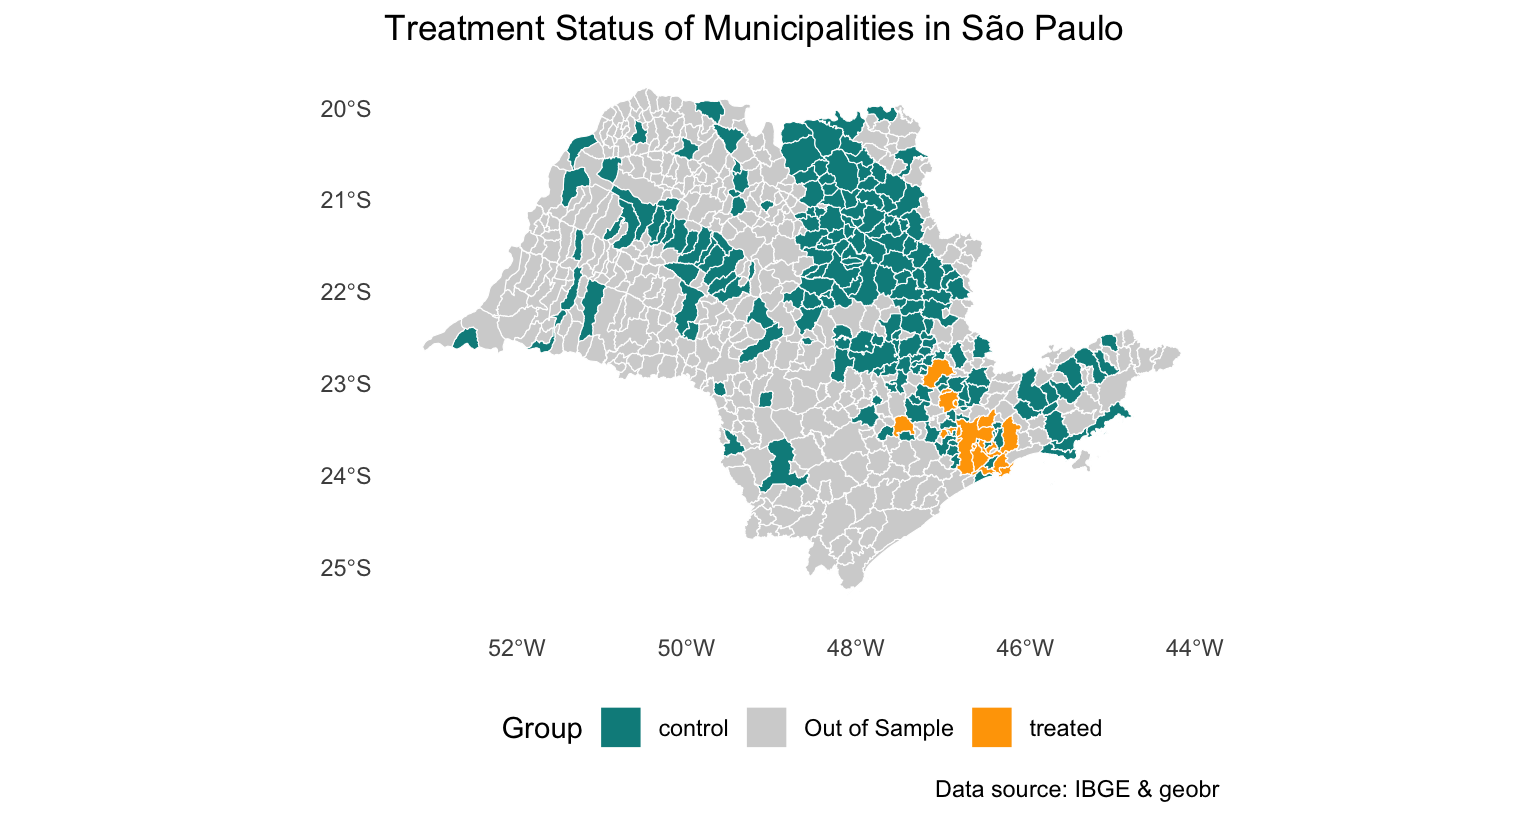 Treatment Status of Municipalities in São Paulo
20°S
21°S
22°S
23°S
24°S
25°S
52°W 50°W 48°W 46°W 44°W
Group control Out of Sample treated
Data source: IBGE & geobr